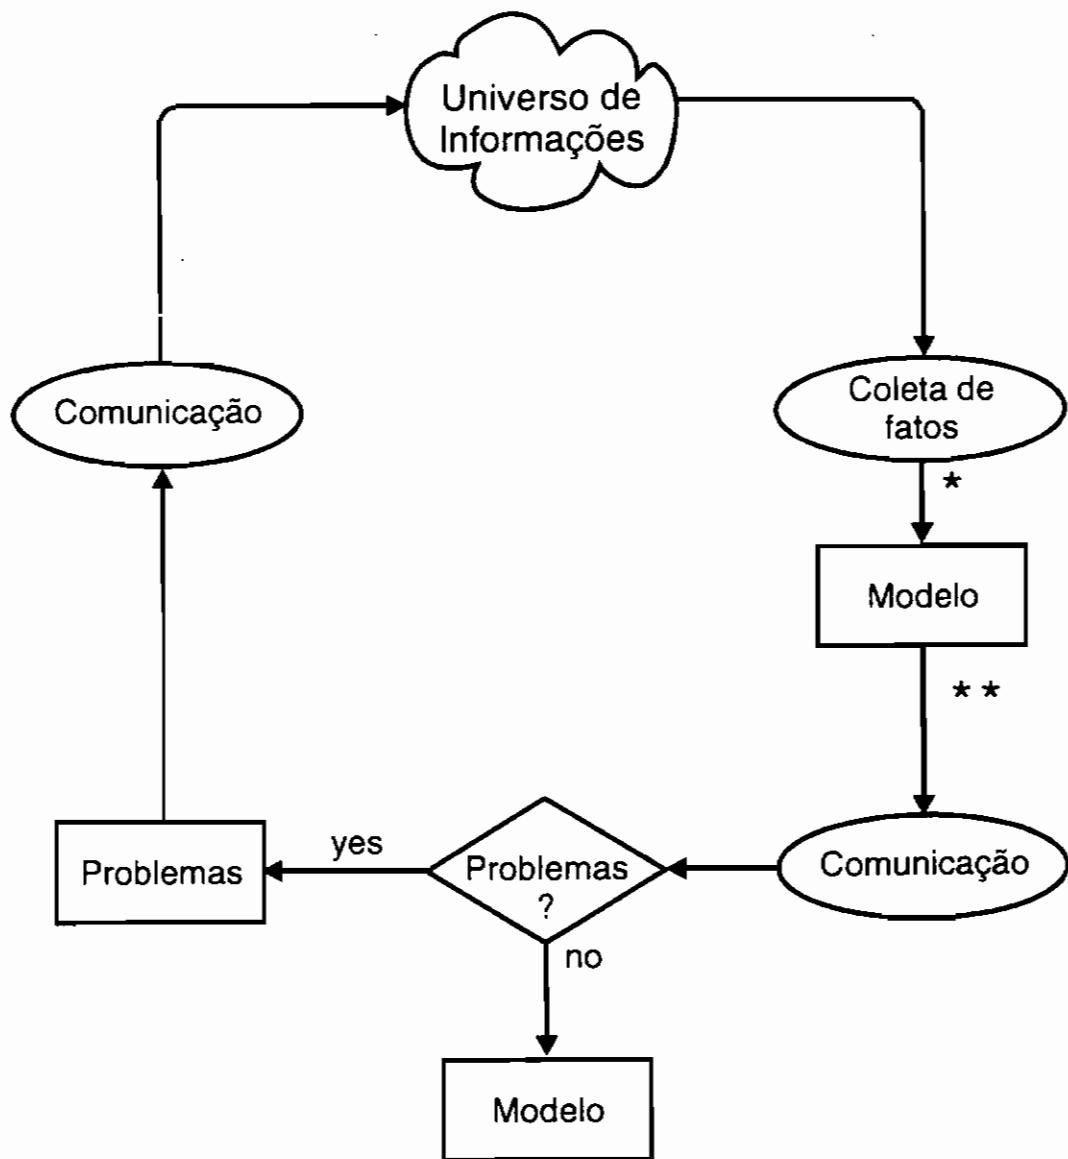 Universo de
Informações
Comunicação
Coleta de
fatos
*
Modelo
* *
Comunicação
Problemas
?
yes
Problemas
no
Modelo